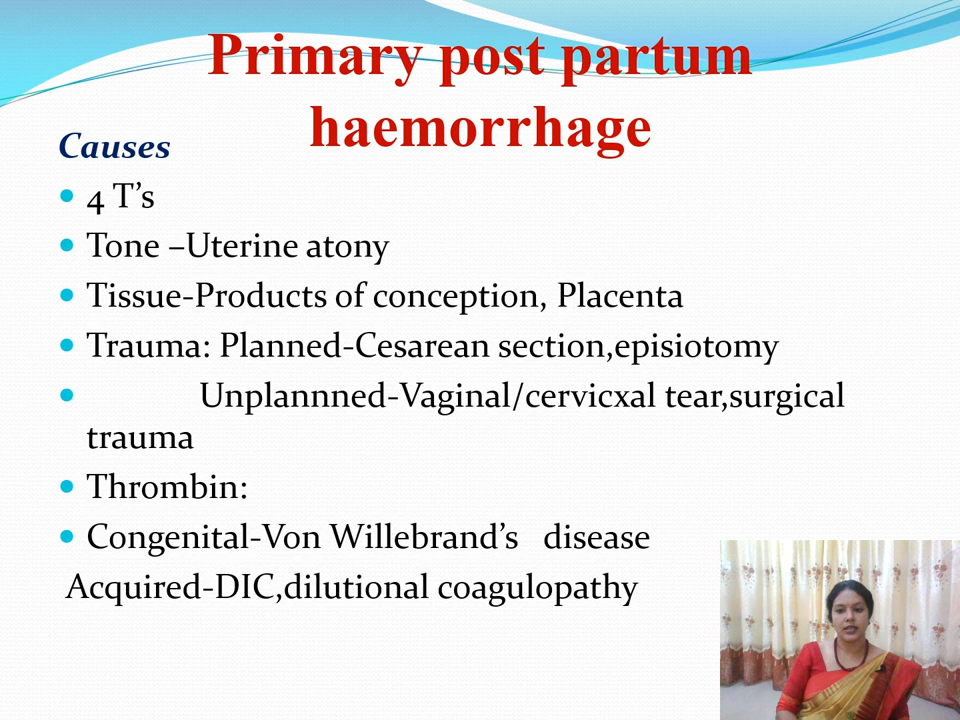 Primary post partum
haemorrhage
Causes
4 T's
Tone –Uterine atony
Tissue-Products of conception, Placenta
Trauma: Planned-Cesarean section,episiotomy
Unplannned-Vaginal/cervicxal tear,surgical
trauma
Thrombin:
Congenital-Von Willebrand's disease
Acquired-DIC,dilutional coagulopathy